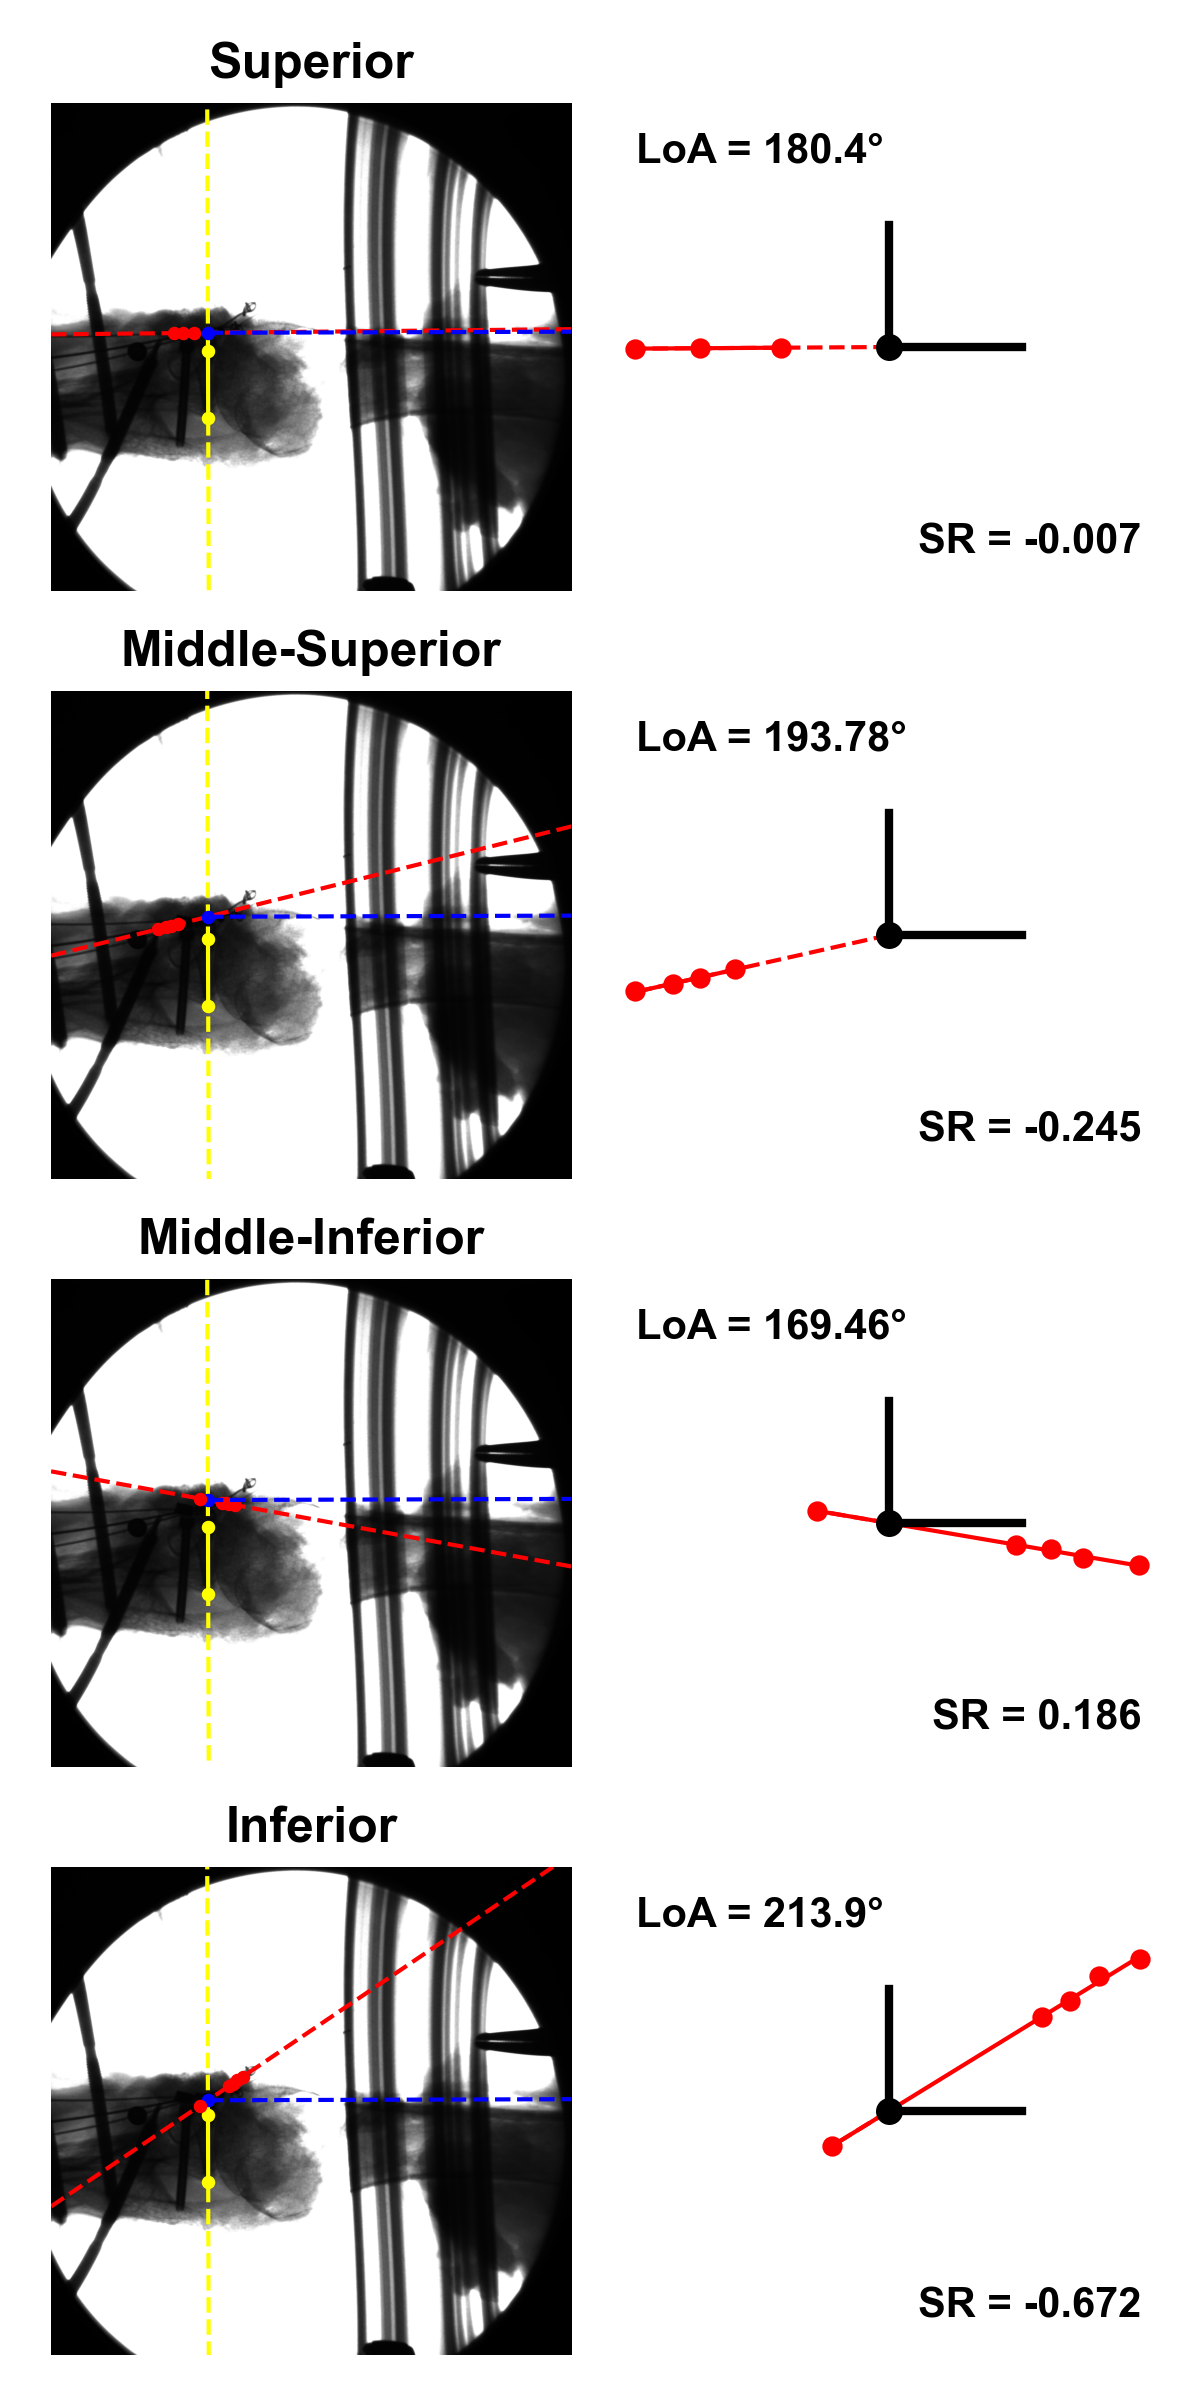 Superior
LoA = 180.4°
SR = -0.007
Middle-Superior
LoA = 193.78°
SR = -0.245
Middle-Inferior
LoA = 169.46°
SR = 0.186
Inferior
LoA = 213.9°
SR = -0.672